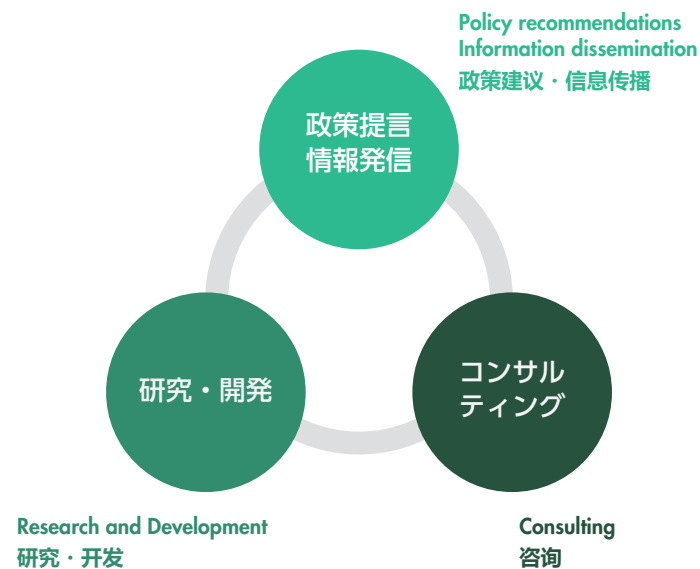 Policy recommendations
Information dissemination
政策建议・信息传播
政策提言
情報発信
研究・開発
コンサル
ティング
Research and Development
研究・开发
Consulting
咨询